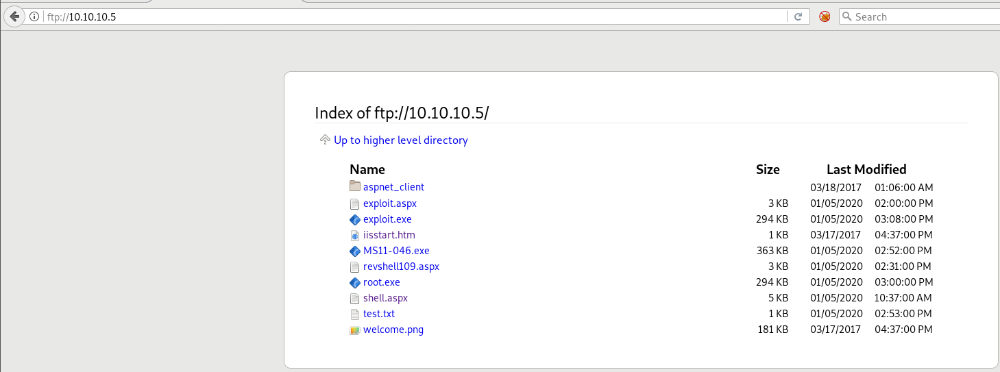 ftp://10.10.10.5
Search
Index of ftp://10.10.10.5/
Up to higher level directory
Name Size Last Modified
aspnet_client 03/18/2017 01:06:00 AM
exploit.aspx 3 KB 01/05/2020 02:00:00 PM
exploit.exe 294 KB 01/05/2020 03:08:00 PM
iisstart.htm 1 KB 03/17/2017 04:37:00 PM
MS11-046.exe 363 KB 01/05/2020 02:52:00 PM
revshell109.aspx 3 KB 01/05/2020 02:31:00 PM
root.exe 294 KB 01/05/2020 03:00:00 PM
shell.aspx 5 KB 01/05/2020 10:37:00 AM
test.txt 1 KB 01/05/2020 02:53:00 PM
welcome.png 181 KB 03/17/2017 04:37:00 PM